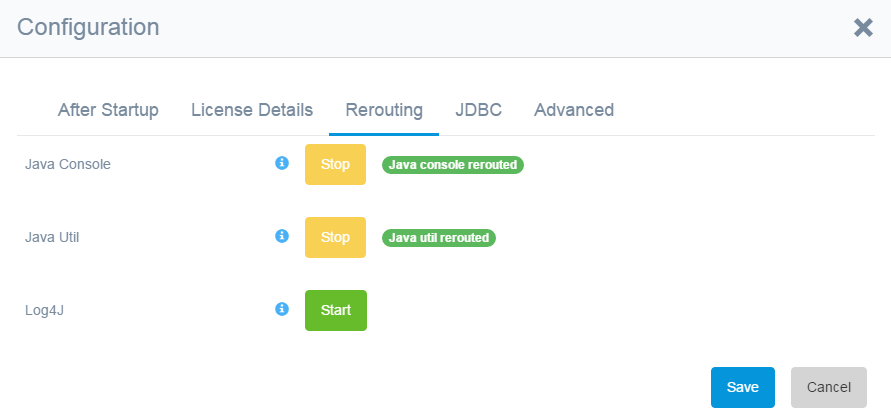 Configuration
After Startup License Details Rerouting JDBC Advanced
Java Console Stop Java console rerouted
Java Util Stop Java util rerouted
Log4J Start
Save Cancel